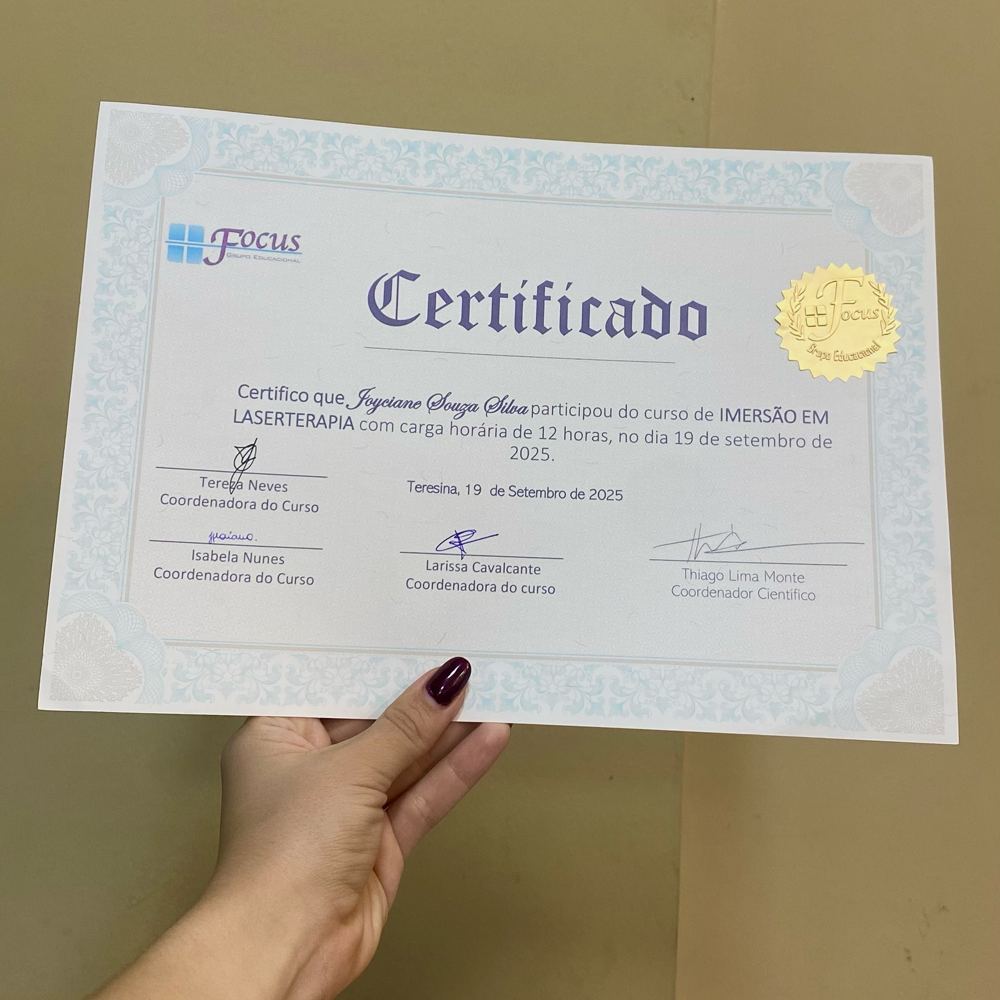 Focus
Grupo Educacional
Certificado
Focus
Grupo Educacional
Certifico que Joyciane Souza Silva participou do curso de IMERSÃO EM
LASERTERAPIA com carga horária de 12 horas, no dia 19 de setembro de
2025.
Teresina, 19 de Setembro de 2025
Tereza Neves
Coordenadora do Curso
Isabela Nunes
Coordenadora do Curso
Larissa Cavalcante
Coordenadora do curso
Thiago Lima Monte
Coordenador Cientifico